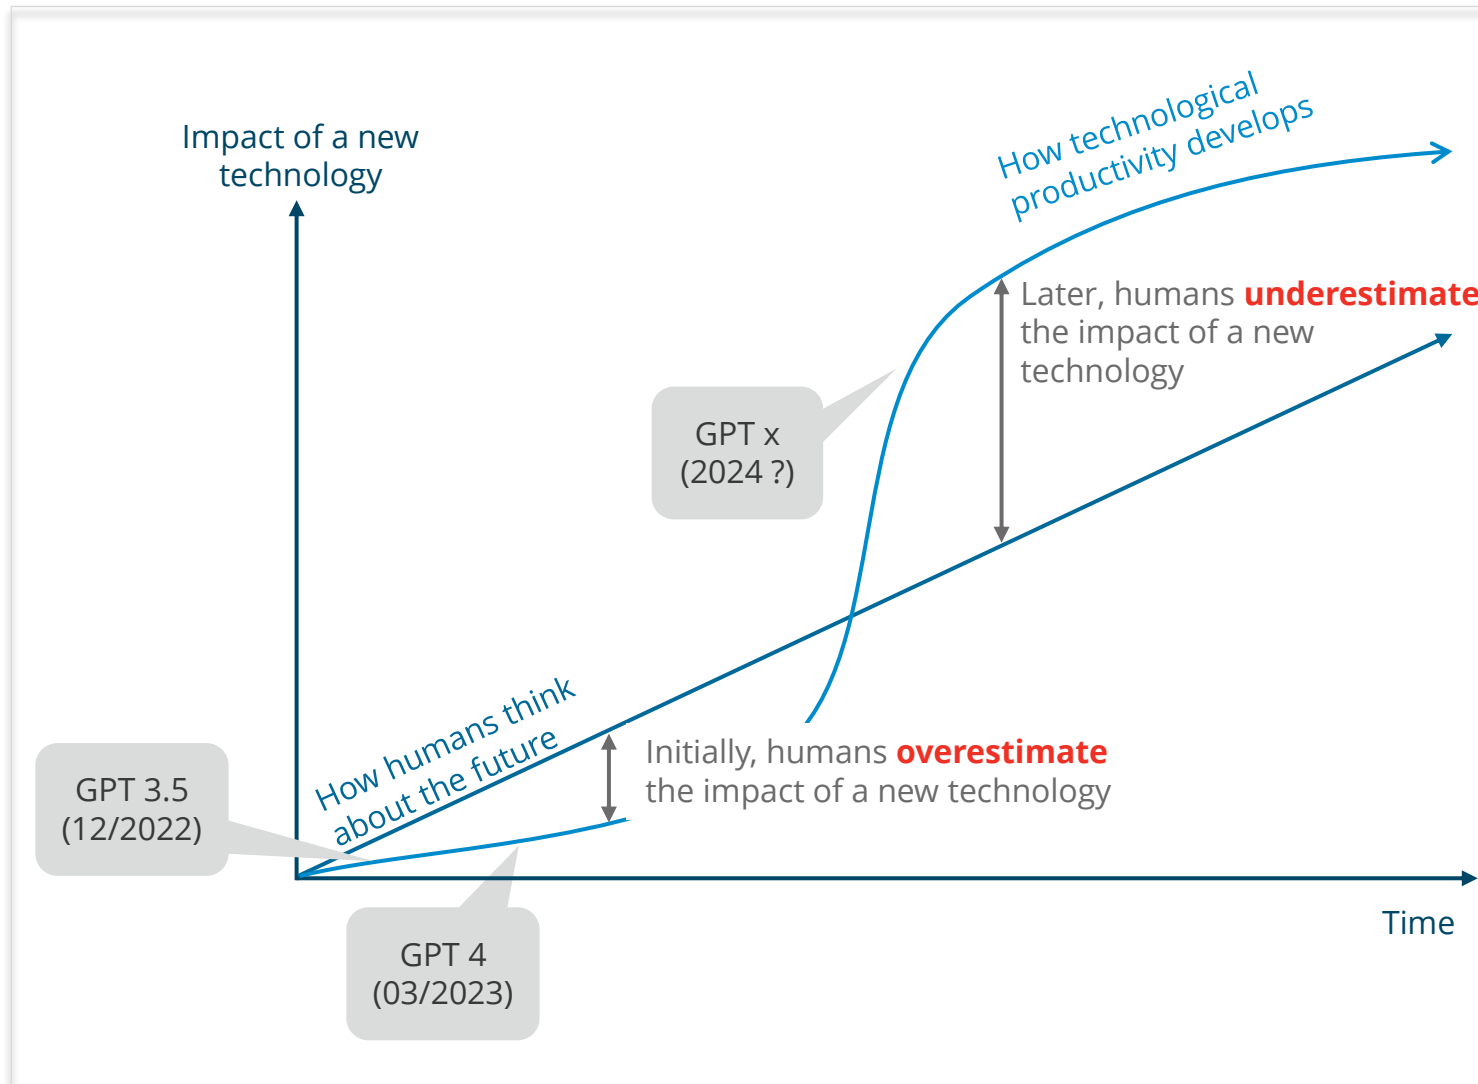 Impact of a new
technology
How technological
productivity develops
Later, humans underestimate
the impact of a new
technology
GPT x
(2024 ?)
How humans think
about the future
Initially, humans overestimate
the impact of a new technology
GPT 3.5
(12/2022)
GPT 4
(03/2023)
Time